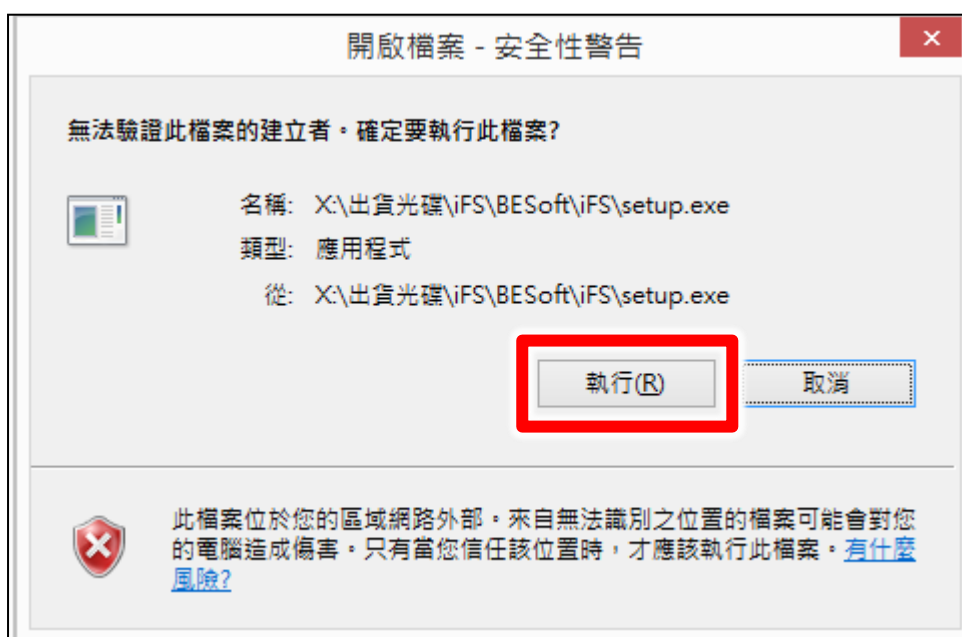 開啟檔案 - 安全性警告
無法驗證此檔案的建立者。確定要執行此檔案?
名稱: X:\出貨光碟\iFS\BESoft\iFS\setup.exe
類型: 應用程式
從: X:\出貨光碟\iFS\BESoft\iFS\setup.exe
執行(R) 取消
此檔案位於您的區域網路外部。來自無法識別之位置的檔案可能會對您
的電腦造成傷害。只有當您信任該位置時，才應該執行此檔案。有什麼
風險?